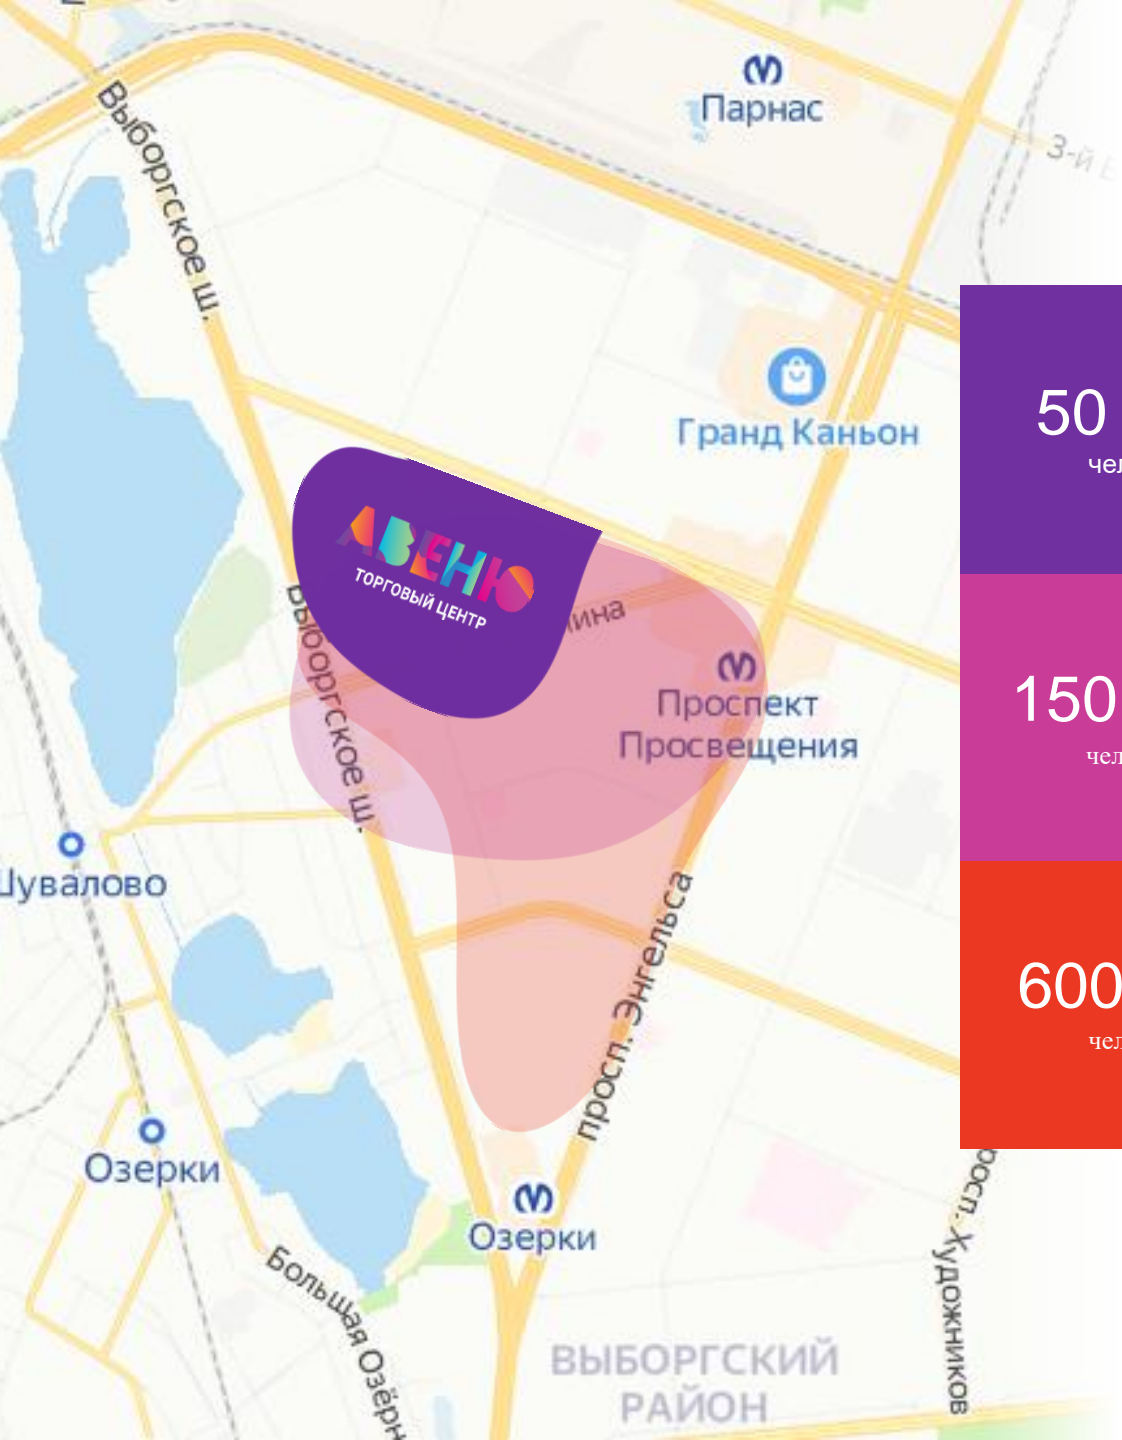 Парнас
Выборгское ш.
3-й
Гранд Каньон
50
АВЕНЮ
ТОРГОВЫЙ ЦЕНТР
Выборгское ш.
Проспект
Просвещения
150
Шувалово
просп. Энгельса
600
Озерки
Озерки
Большая Озёрн
просп. Художников
ВЫБОРГСКИЙ
РАЙОН